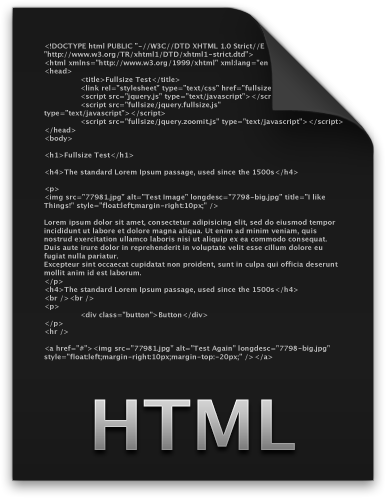 <!DOCTYPE html PUBLIC "-//W3C//DTD XHTML 1.0 Strict//E
"http://www.w3.org/TR/xhtml1/DTD/xhtml1-strict.dtd">
<html xmlns="http://www.w3.org/1999/xhtml" xml:lang="en
<head>
<title>Fullsize Test</title>
<link rel="stylesheet" type="text/css" href="fullsize
<script src="jquery.js" type="text/javascript"></scr
<script src="fullsize/jquery.fullsize.js"
type="text/javascript"></script>
<script src="fullsize/jquery.zoomit.js" type="text/javascript"></script>
</head>
<body>
<h1>Fullsize Test</h1>
<h4>The standard Lorem Ipsum passage, used since the 1500s</h4>
<p>
<img src="77981.jpg" alt="Test Image" longdesc="7798-big.jpg" title="I like
Things!" style="float:left;margin-right:10px;" />
Lorem ipsum dolor sit amet, consectetur adipisicing elit, sed do eiusmod tempor
incididunt ut labore et dolore magna aliqua. Ut enim ad minim veniam, quis
nostrud exercitation ullamco laboris nisi ut aliquip ex ea commodo consequat.
Duis aute irure dolor in reprehenderit in voluptate velit esse cillum dolore eu
fugiat nulla pariatur.
Excepteur sint occaecat cupidatat non proident, sunt in culpa qui officia deserunt
mollit anim id est laborum.
</p>
<h4>The standard Lorem Ipsum passage, used since the 1500s</h4>
<br /><br />
<p>
<div class="button">Button</div>
</p>
<hr />
<a href="#"><img src="77981.jpg" alt="Test Again" longdesc="7798-big.jpg"
style="float:left;margin-right:10px;margin-top:-20px;" /></a>
HTML